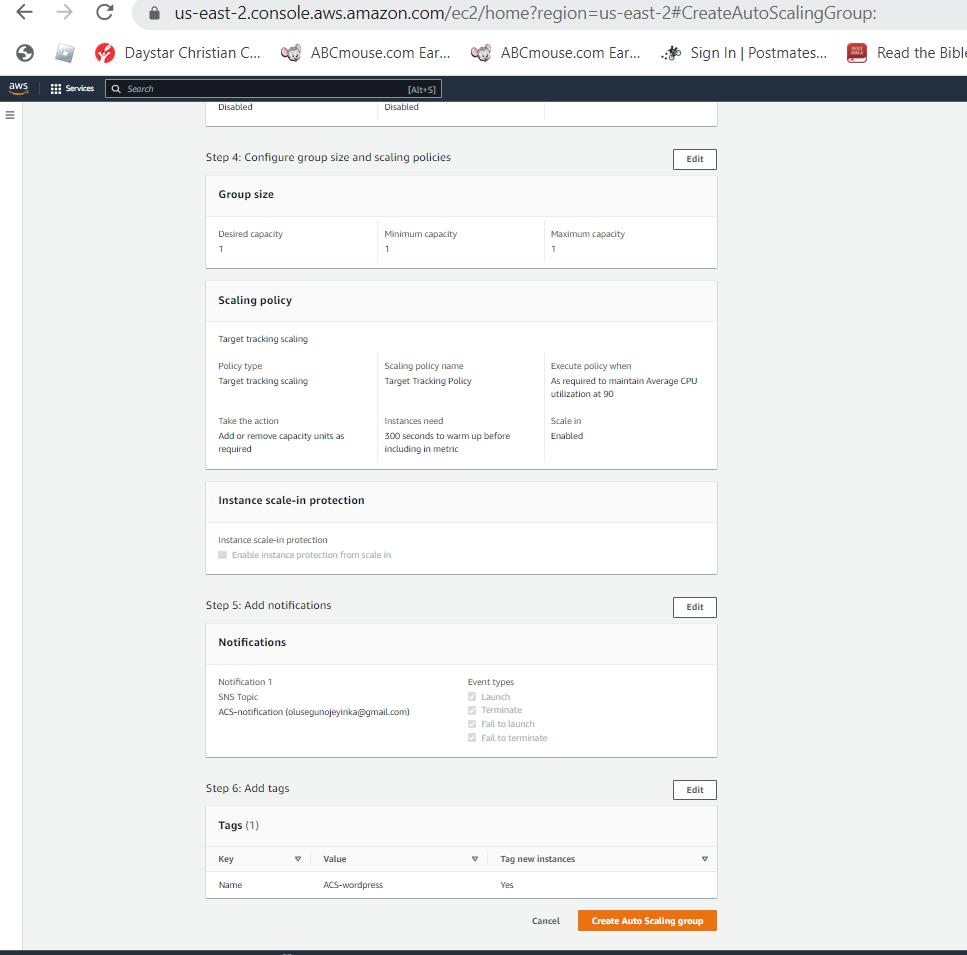 us-east-2.console.aws.amazon.com/ec2/home?region=us-east-2#CreateAutoScalingGroup:
Daystar Christian C... ABCmouse.com Ear... ABCmouse.com Ear... Sign In | Postmates... Read the Bible
aws Services Search [Alt+S]
Disabled Disabled
Step 4: Configure group size and scaling policies Edit
Group size
Desired capacity Minimum capacity Maximum capacity
1 1 1
Scaling policy
Target tracking scaling
Policy type Scaling policy name Execute policy when
Target tracking scaling Target Tracking Policy As required to maintain Average CPU
utilization at 90
Take the action Instances need Scale in
Add or remove capacity units as 300 seconds to warm up before Enabled
required including in metric
Instance scale-in protection
Instance scale-in protection
Enable instance protection from scale in
Step 5: Add notifications Edit
Notifications
Notification 1 Event types
SNS Topic Launch
ACS-notification (olusegunojeyinka@gmail.com) Terminate
Fail to launch
Fail to terminate
Step 6: Add tags Edit
Tags (1)
Key Value Tag new instances
Name ACS-wordpress Yes
Cancel Create Auto Scaling group